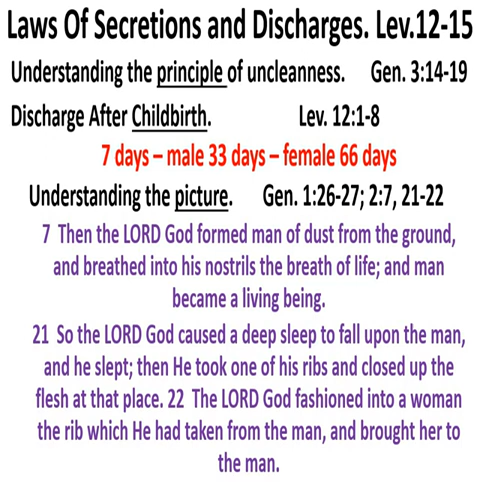 Laws Of Secretions and Discharges. Lev.12-15
Understanding the principle of uncleanness. Gen. 3:14-19
Discharge After Childbirth. Lev. 12:1-8
7 days – male 33 days – female 66 days
Understanding the picture. Gen. 1:26-27; 2:7, 21-22
7 Then the LORD God formed man of dust from the ground,
and breathed into his nostrils the breath of life; and man
became a living being.
21 So the LORD God caused a deep sleep to fall upon the man,
and he slept; then He took one of his ribs and closed up the
flesh at that place. 22 The LORD God fashioned into a woman
the rib which He had taken from the man, and brought her to
the man.